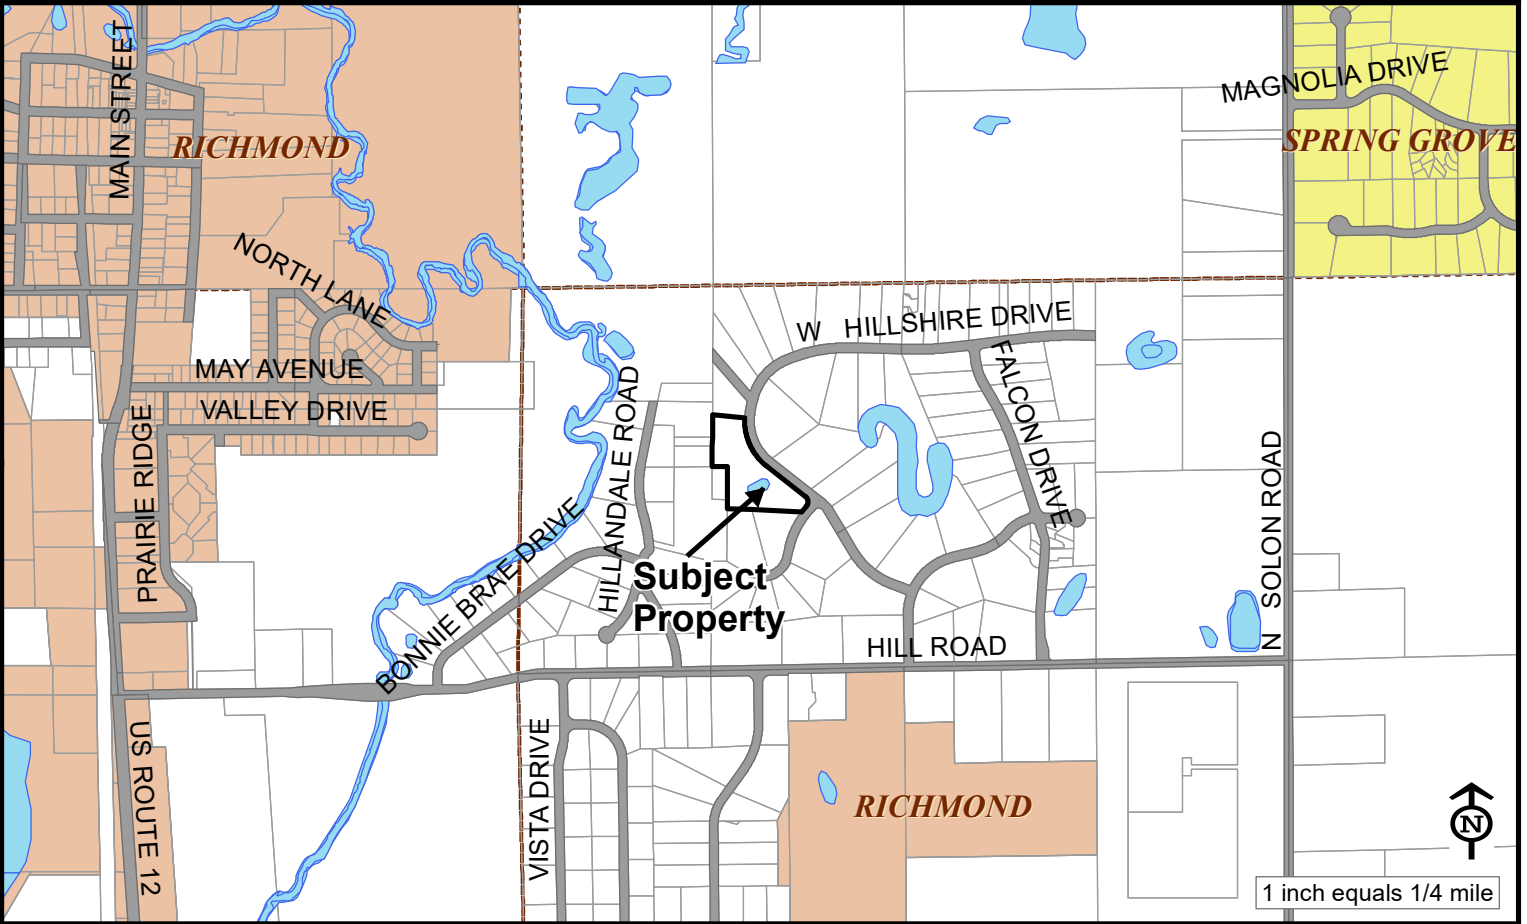 MAIN STREET
RICHMOND
MAGNOLIA DRIVE
SPRING GROVE
NORTH LANE
W HILLSHIRE DRIVE
MAY AVENUE
VALLEY DRIVE
PRAIRIE RIDGE
HILLANDALE ROAD
FALCON DRIVE
N SOLON ROAD
BONNIE BRAE DRIVE
Subject
Property
HILL ROAD
US ROUTE 12
VISTA DRIVE
RICHMOND
N
1 inch equals 1/4 mile